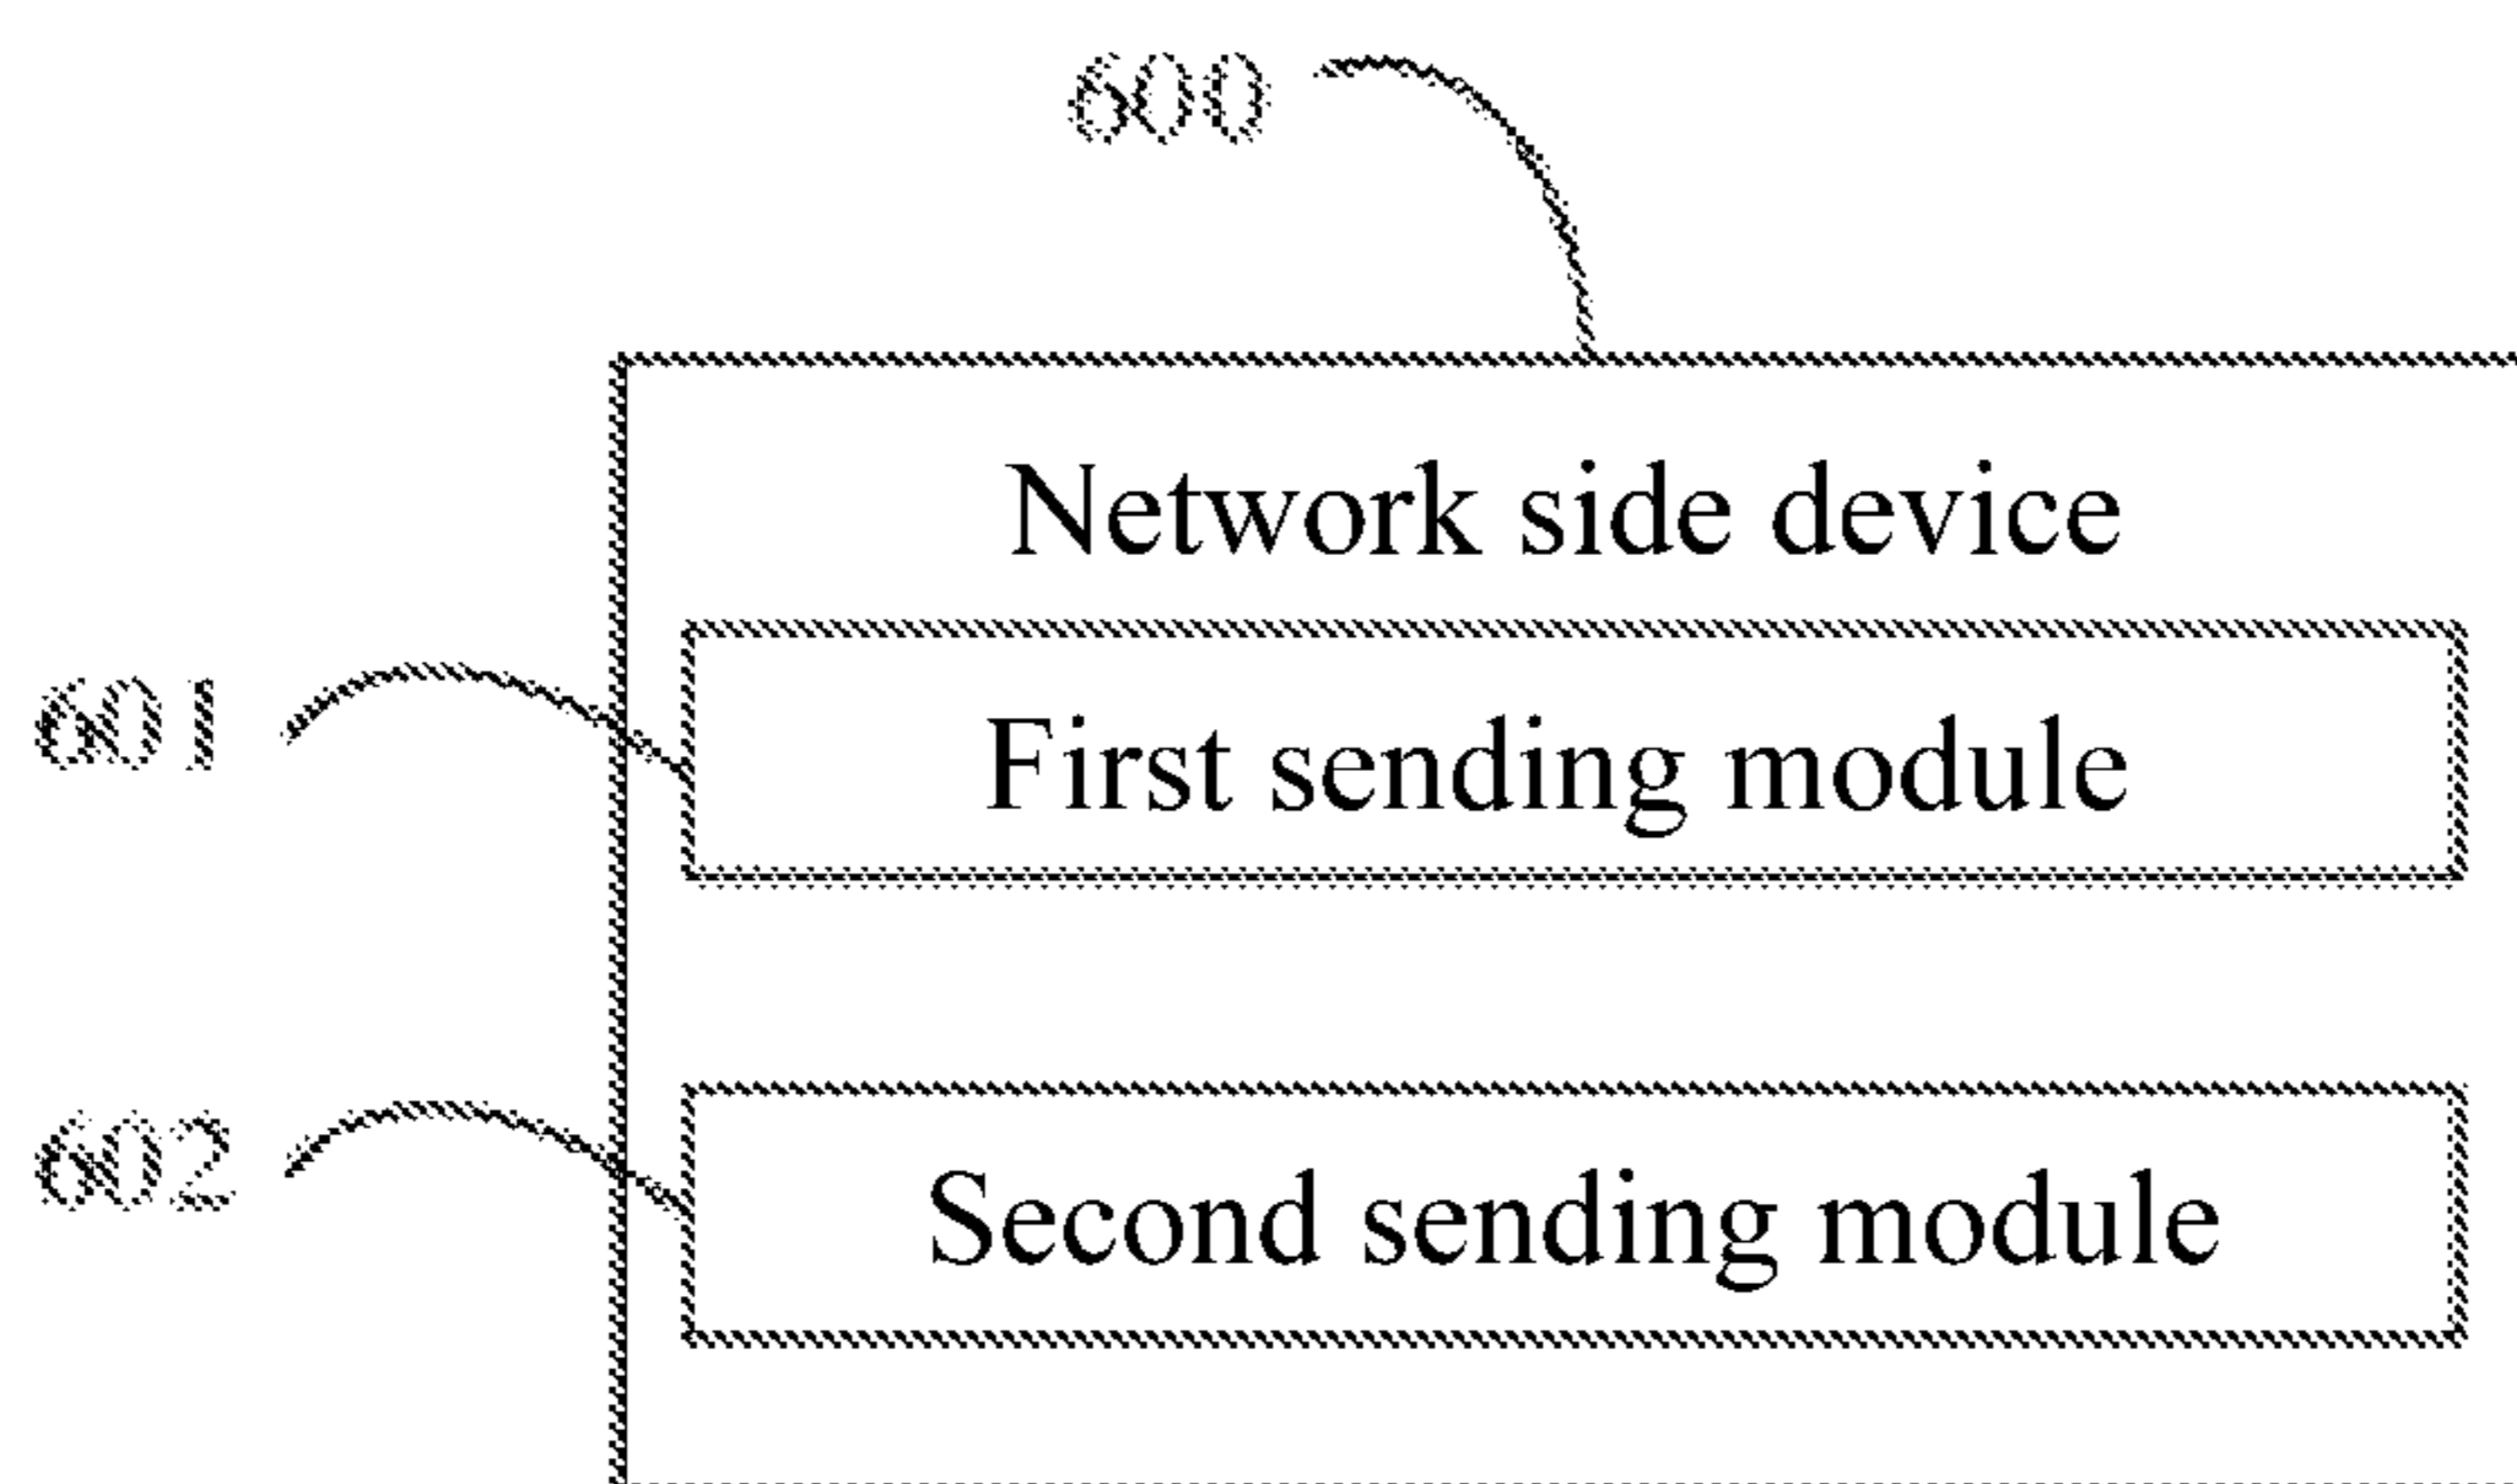 600
Network side device
601
First sending module
602
Second sending module